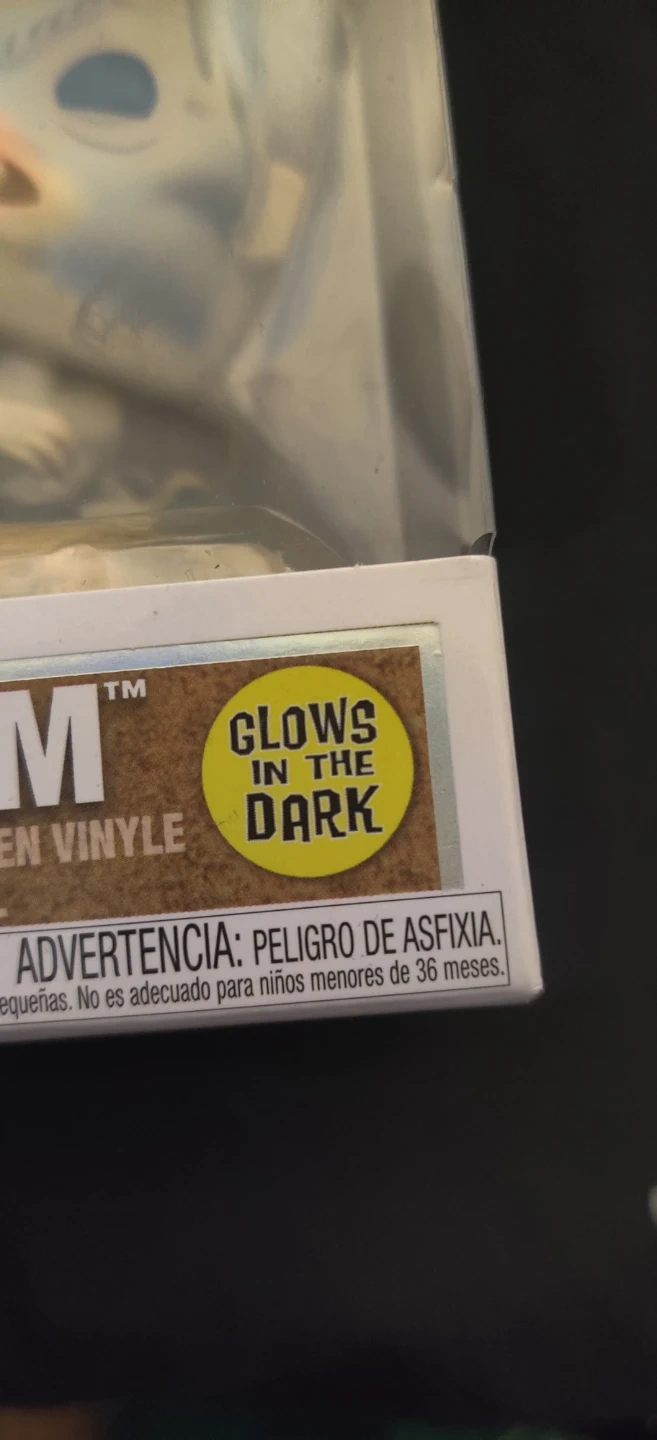 M™
EN VINYLE
GLOWS
IN THE
DARK
ADVERTENCIA: PELIGRO DE ASFIXIA.
equeñas. No es adecuado para niños menores de 36 meses.